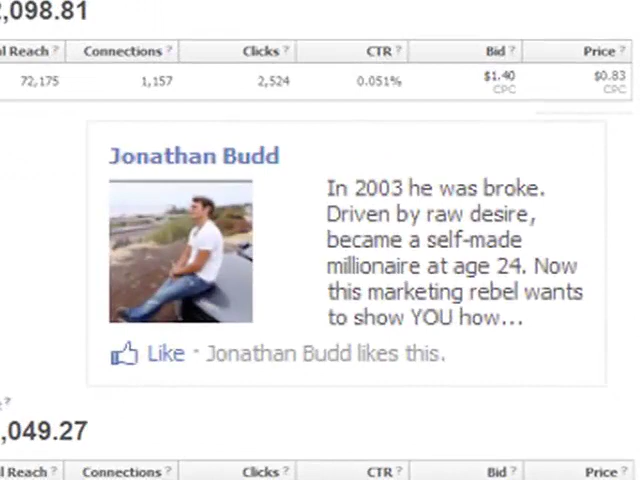 2,098.81
l Reach ? Connections ? Clicks ? CTR ? Bid ? Price ?
72,175 1,157 2,524 0.051% $1.40 $0.83
CPC CPC
Jonathan Budd
In 2003 he was broke.
Driven by raw desire,
became a self-made
millionaire at age 24. Now
this marketing rebel wants
to show YOU how...
Like · Jonathan Budd likes this.
?
,049.27
l Reach ? Connections ? Clicks ? CTR ? Bid ? Price ?